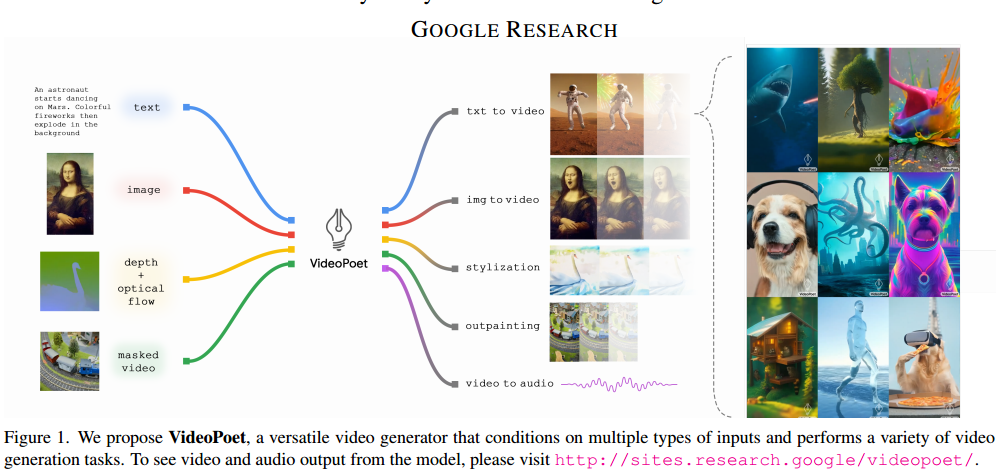 GOOGLE RESEARCH
An astronaut
starts dancing
on Mars. Colorful
fireworks then
explode in the
background
text
image
depth
+
optical
flow
masked
video
VideoPoet
txt to video
img to video
stylization
outpainting
video to audio
Figure 1. We propose VideoPoet, a versatile video generator that conditions on multiple types of inputs and performs a variety of video
generation tasks. To see video and audio output from the model, please visit http://sites.research.google/videopoet/.